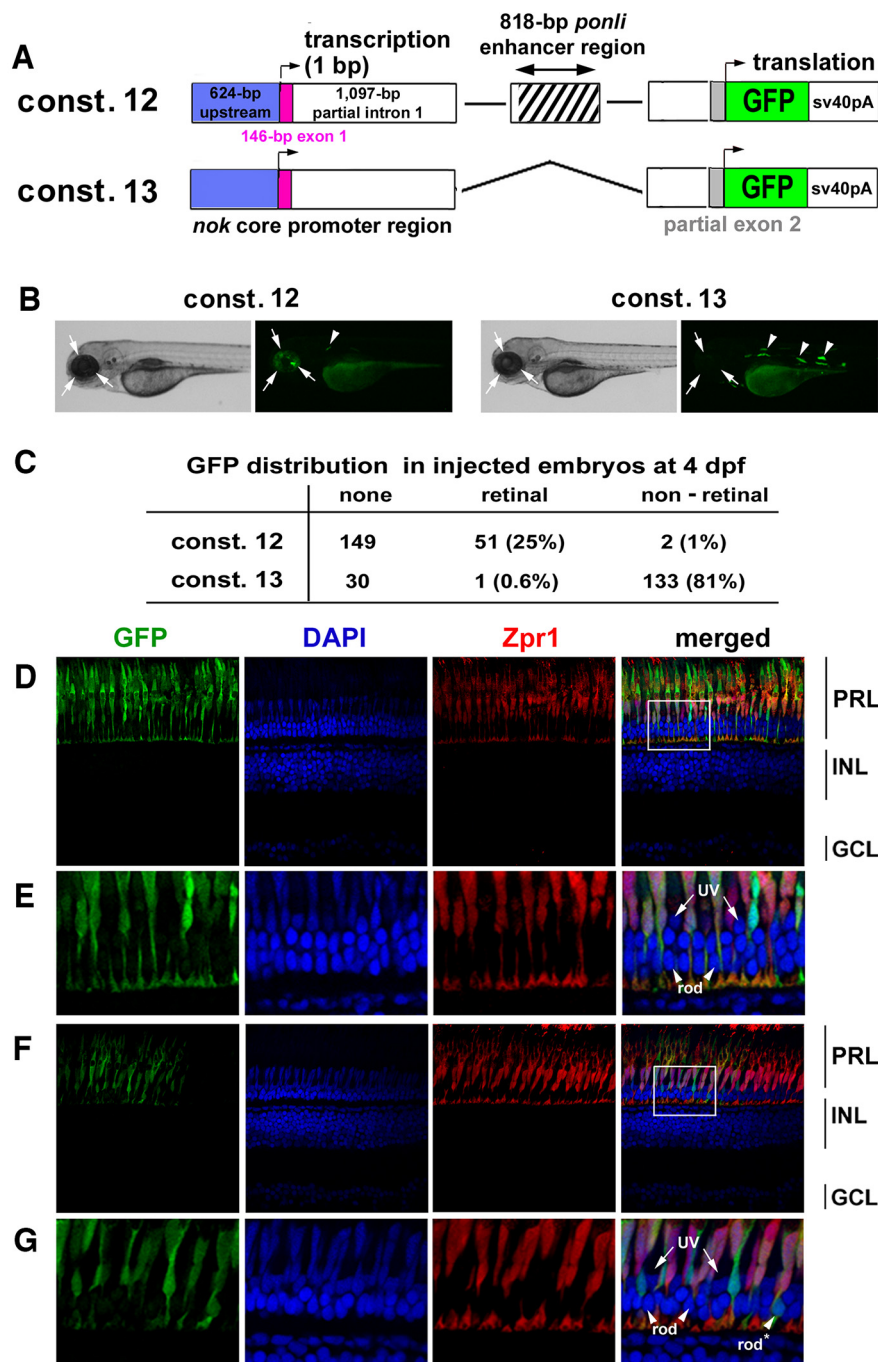 A
transcription
(1 bp)
818-bp ponli
enhancer region
translation
const. 12
624-bp
upstream
1,097-bp
partial intron 1
GFP
sv40pA
146-bp exon 1
const. 13
GFP
sv40pA
nok core promoter region
partial exon 2
B
const. 12
const. 13
C
GFP distribution in injected embryos at 4 dpf
none retinal non - retinal
const. 12 149 51 (25%) 2 (1%)
const. 13 30 1 (0.6%) 133 (81%)
GFP DAPI Zpr1 merged
D
PRL
INL
GCL
E
UV
rod
F
PRL
INL
GCL
G
UV
rod
rod*